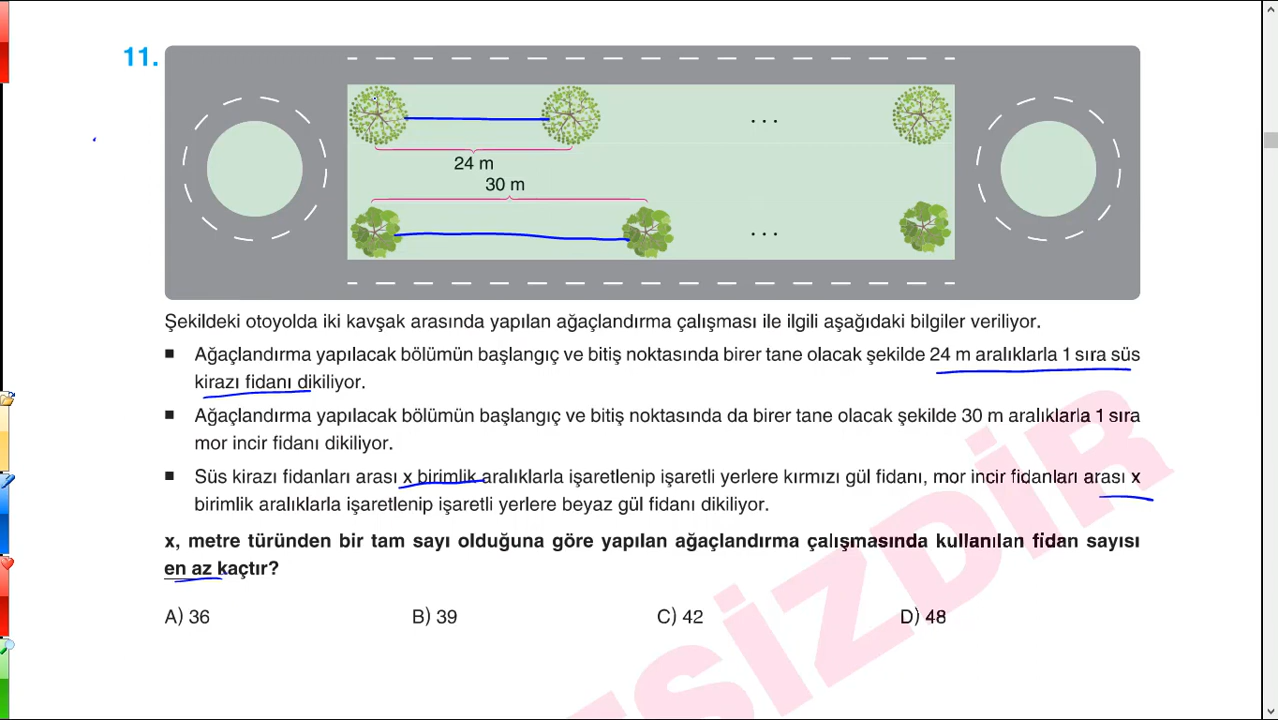 11.
. . .
24 m
30 m
. . .
Şekildeki otoyolda iki kavşak arasında yapılan ağaçlandırma çalışması ile ilgili aşağıdaki bilgiler veriliyor.
■ Ağaçlandırma yapılacak bölümün başlangıç ve bitiş noktasında birer tane olacak şekilde 24 m aralıklarla 1 sıra süs
kirazı fidanı dikiliyor.
■ Ağaçlandırma yapılacak bölümün başlangıç ve bitiş noktasında da birer tane olacak şekilde 30 m aralıklarla 1 sıra
mor incir fidanı dikiliyor.
■ Süs kirazı fidanları arası x birimlik aralıklarla işaretlenip işaretli yerlere kırmızı gül fidanı, mor incir fidanları arası x
birimlik aralıklarla işaretlenip işaretli yerlere beyaz gül fidanı dikiliyor.
x, metre türünden bir tam sayı olduğuna göre yapılan ağaçlandırma çalışmasında kullanılan fidan sayısı
en az kaçtır?
A) 36 B) 39 C) 42 D) 48